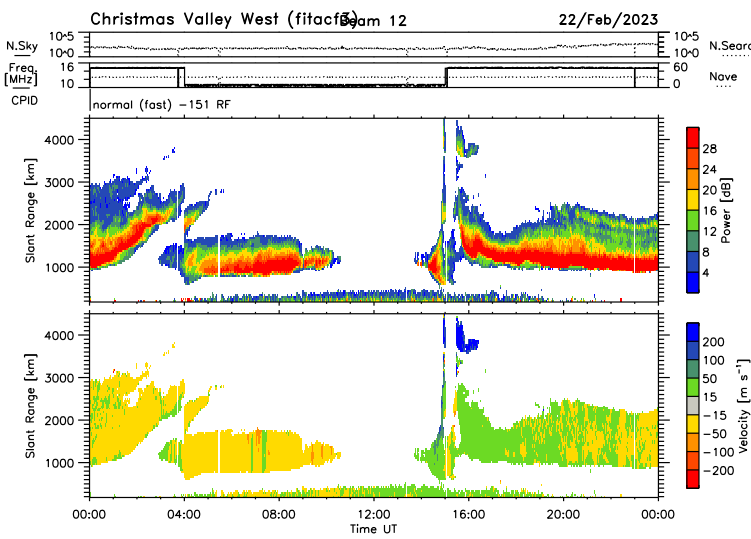 Christmas Valley West (fitacf3) Beam 12 22/Feb/2023
N.Sky 10^5 10^0 10^5 10^0 N.Searc
Freq [MHz] 16 10 60 0 Nave
CPID normal (fast) -151 RF
Slant Range [km] 4000 3000 2000 1000
28 24 20 16 12 8 4 Power [dB]
Slant Range [km] 4000 3000 2000 1000
200 100 50 15 -15 -50 -100 -200 Velocity [m s⁻¹]
00:00 04:00 08:00 12:00 16:00 20:00 00:00
Time UT